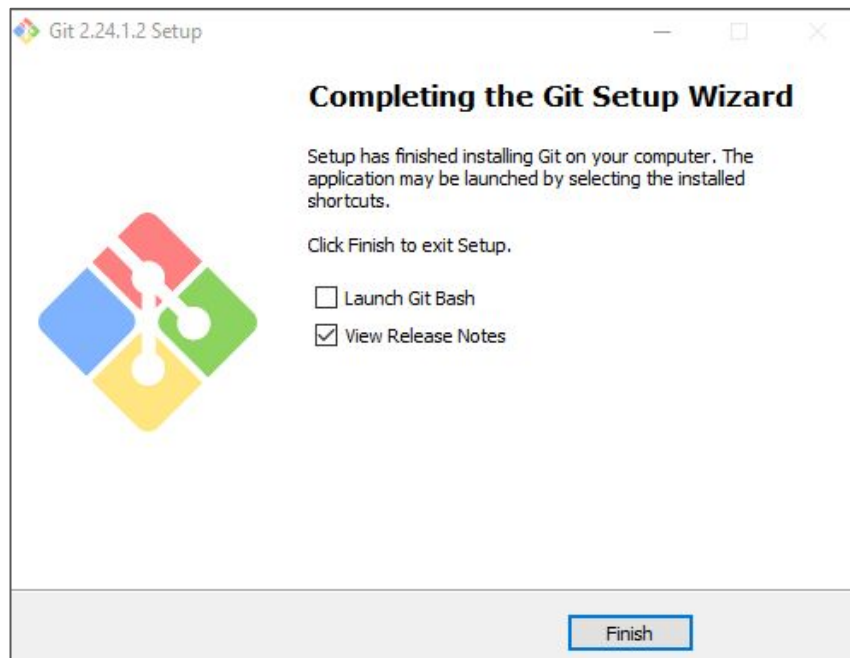 Git 2.24.1.2 Setup
Completing the Git Setup Wizard
Setup has finished installing Git on your computer. The
application may be launched by selecting the installed
shortcuts.
Click Finish to exit Setup.
Launch Git Bash
View Release Notes
Finish